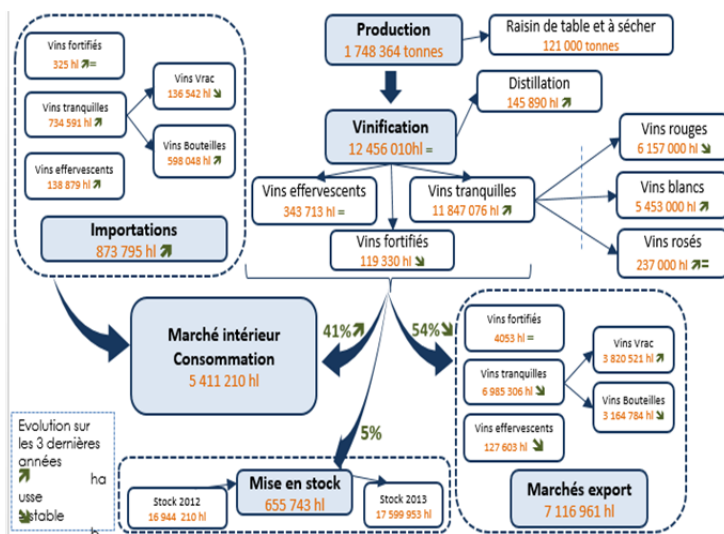 Production
1 748 364 tonnes
Raisin de table et à sécher
121 000 tonnes
Distillation
145 890 hl
Vinification
12 456 010hl =
Vins effervescents
343 713 hl =
Vins tranquilles
11 847 076 hl
Vins fortifiés
119 330 hl
Vins rouges
6 157 000 hl
Vins blancs
5 453 000 hl
Vins rosés
237 000 hl =
Vins fortifiés
325 hl =
Vins tranquilles
734 591 hl
Vins effervescents
138 879 hl
Vins Vrac
136 542 hl
Vins Bouteilles
598 048 hl
Importations
873 795 hl
Marché intérieur
Consommation
5 411 210 hl
41%
54%
5%
Vins fortifiés
4053 hl =
Vins tranquilles
6 985 306 hl
Vins effervescents
127 603 hl
Vins Vrac
3 820 521 hl
Vins Bouteilles
3 164 784 hl
Marchés export
7 116 961 hl
Mise en stock
655 743 hl
Stock 2012
16 944 210 hl
Stock 2013
17 599 953 hl
Evolution sur
les 3 dernières
années
ha
usse
stable